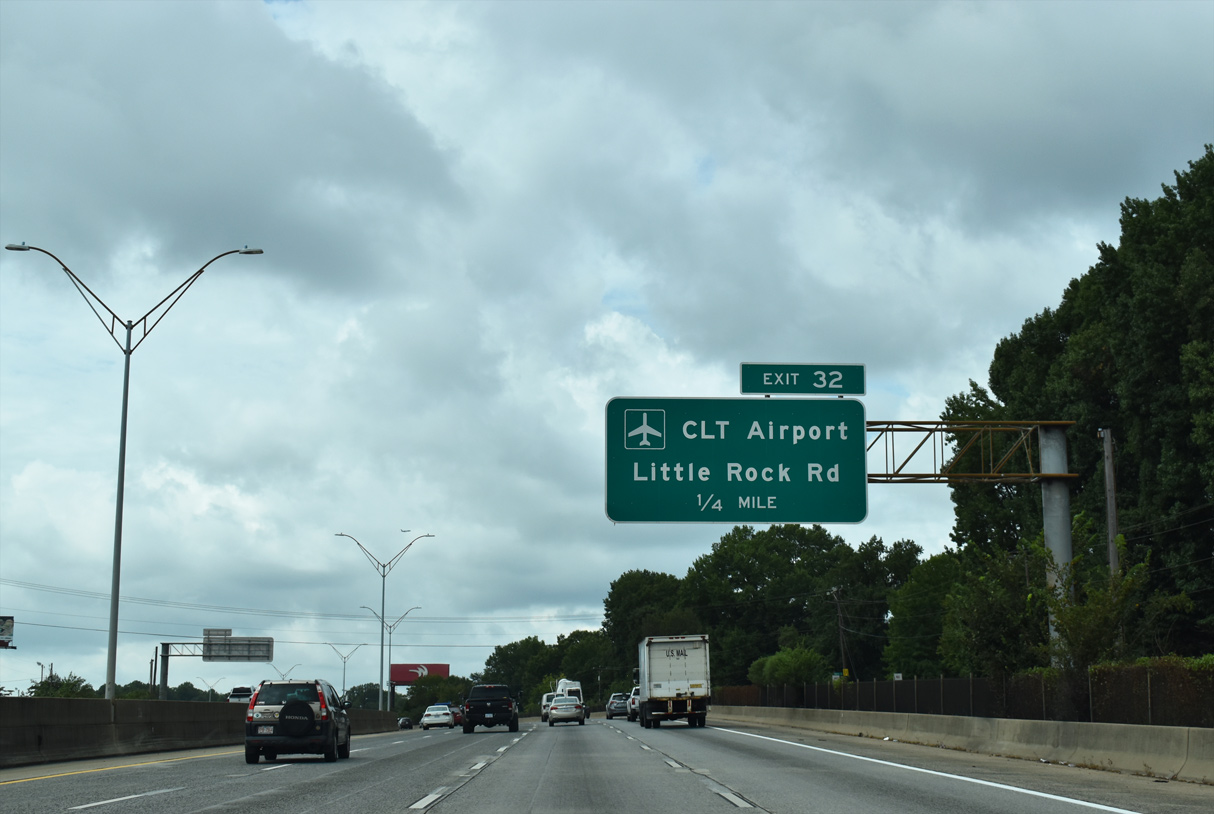 EXIT 32
CLT Airport
Little Rock Rd
1/4 MILE
U.S. MAIL
HONDA